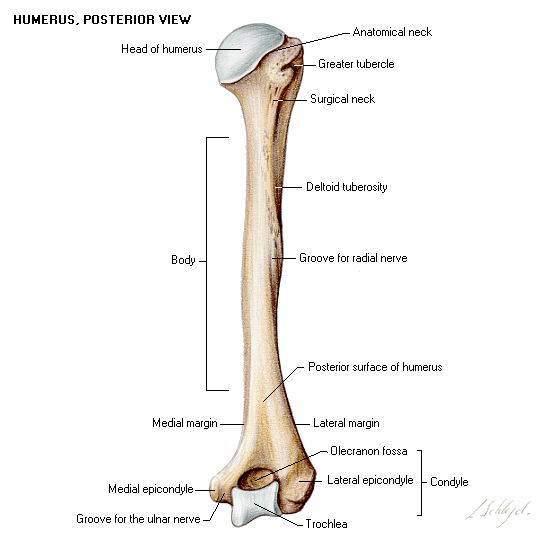 HUMERUS, POSTERIOR VIEW
Anatomical neck
Head of humerus
Greater tubercle
Surgical neck
Deltoid tuberosity
Body
Groove for radial nerve
Posterior surface of humerus
Medial margin
Lateral margin
Olecranon fossa
Lateral epicondyle
Condyle
Medial epicondyle
Groove for the ulnar nerve
Trochlea